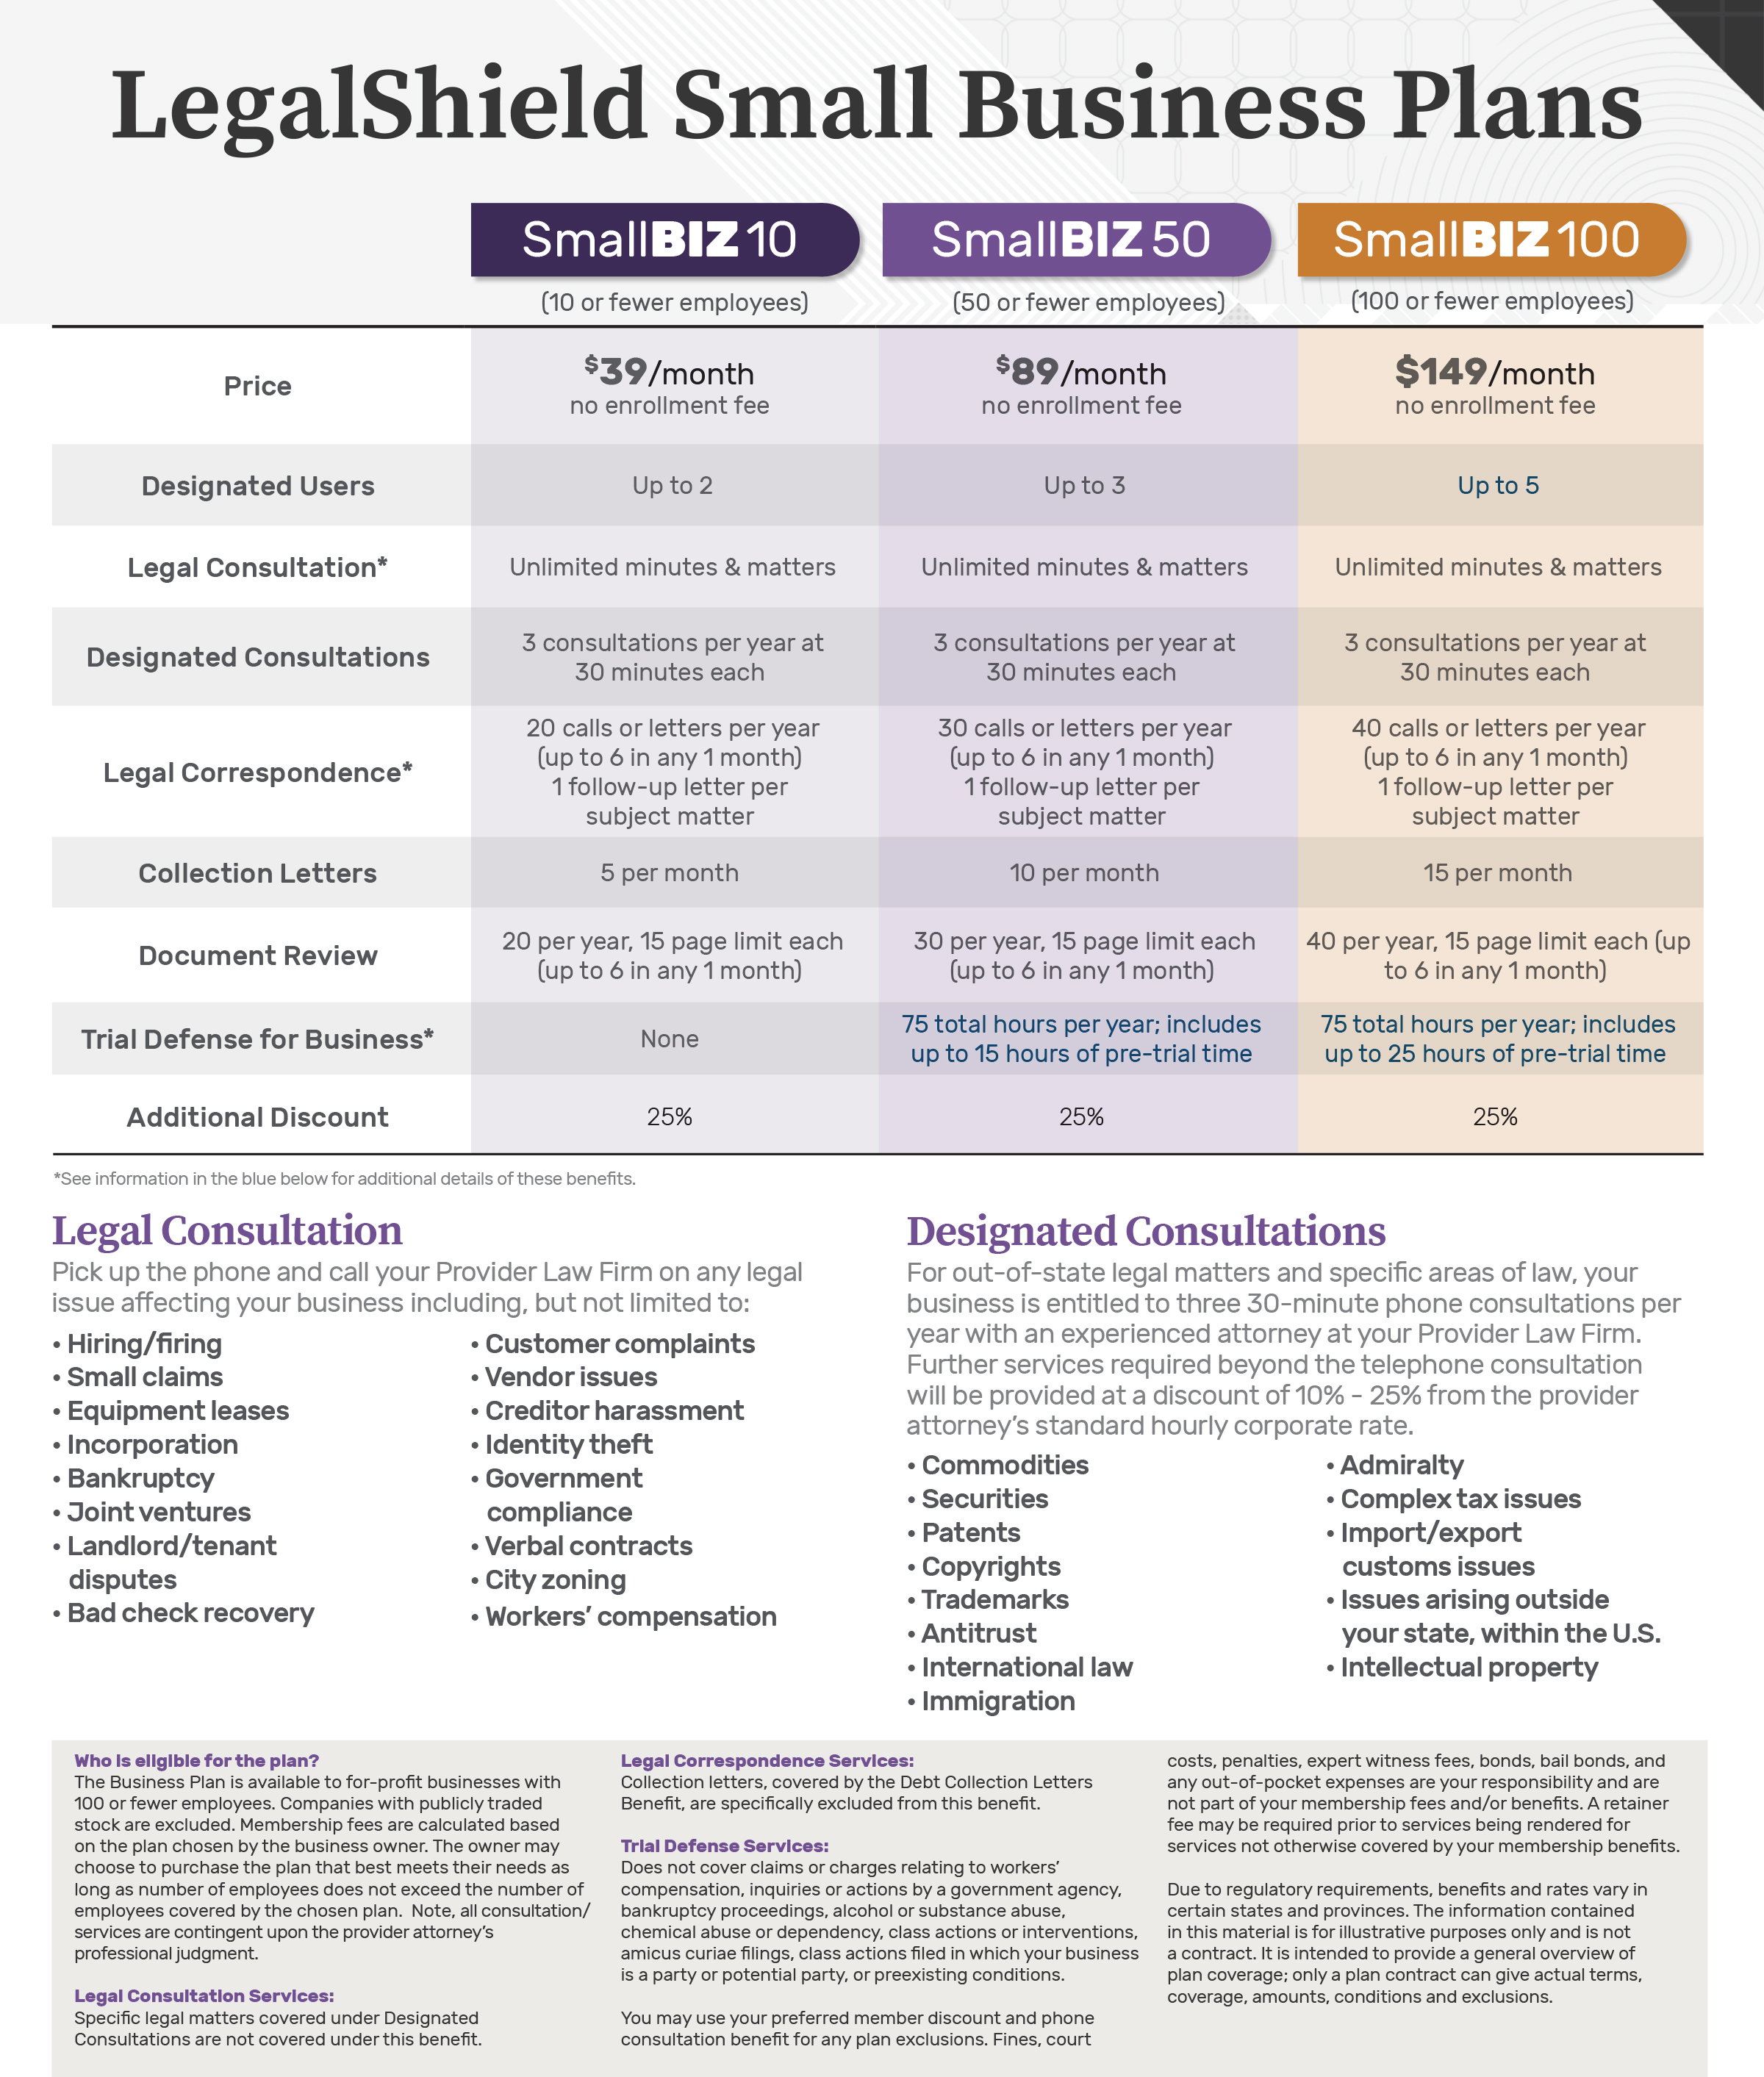 LegalShield Small Business Plans
SmallBIZ 10
SmallBIZ 50
SmallBIZ 100
(10 or fewer employees)
(50 or fewer employees)
(100 or fewer employees)
Price
$39/month
no enrollment fee
$89/month
no enrollment fee
$149/month
no enrollment fee
Designated Users
Up to 2
Up to 3
Up to 5
Legal Consultation*
Unlimited minutes & matters
Unlimited minutes & matters
Unlimited minutes & matters
Designated Consultations
3 consultations per year at
30 minutes each
3 consultations per year at
30 minutes each
3 consultations per year at
30 minutes each
Legal Correspondence*
20 calls or letters per year
(up to 6 in any 1 month)
1 follow-up letter per
subject matter
30 calls or letters per year
(up to 6 in any 1 month)
1 follow-up letter per
subject matter
40 calls or letters per year
(up to 6 in any 1 month)
1 follow-up letter per
subject matter
Collection Letters
5 per month
10 per month
15 per month
Document Review
20 per year, 15 page limit each
(up to 6 in any 1 month)
30 per year, 15 page limit each
(up to 6 in any 1 month)
40 per year, 15 page limit each (up
to 6 in any 1 month)
Trial Defense for Business*
None
75 total hours per year; includes
up to 15 hours of pre-trial time
75 total hours per year; includes
up to 25 hours of pre-trial time
Additional Discount
25%
25%
25%
*See information in the blue below for additional details of these benefits.
Legal Consultation
Pick up the phone and call your Provider Law Firm on any legal
issue affecting your business including, but not limited to:
• Hiring/firing
• Small claims
• Equipment leases
• Incorporation
• Bankruptcy
• Joint ventures
• Landlord/tenant
disputes
• Bad check recovery
• Customer complaints
• Vendor issues
• Creditor harassment
• Identity theft
• Government
compliance
• Verbal contracts
• City zoning
• Workers’ compensation
Designated Consultations
For out-of-state legal matters and specific areas of law, your
business is entitled to three 30-minute phone consultations per
year with an experienced attorney at your Provider Law Firm.
Further services required beyond the telephone consultation
will be provided at a discount of 10% - 25% from the provider
attorney’s standard hourly corporate rate.
• Commodities
• Securities
• Patents
• Copyrights
• Trademarks
• Antitrust
• International law
• Immigration
• Admiralty
• Complex tax issues
• Import/export
customs issues
• Issues arising outside
your state, within the U.S.
• Intellectual property
Who is eligible for the plan?
The Business Plan is available to for-profit businesses with
100 or fewer employees. Companies with publicly traded
stock are excluded. Membership fees are calculated based
on the plan chosen by the business owner. The owner may
choose to purchase the plan that best meets their needs as
long as number of employees does not exceed the number of
employees covered by the chosen plan. Note, all consultation/
services are contingent upon the provider attorney’s
professional judgment.
Legal Consultation Services:
Specific legal matters covered under Designated
Consultations are not covered under this benefit.
Legal Correspondence Services:
Collection letters, covered by the Debt Collection Letters
Benefit, are specifically excluded from this benefit.
Trial Defense Services:
Does not cover claims or charges relating to workers’
compensation, inquiries or actions by a government agency,
bankruptcy proceedings, alcohol or substance abuse,
chemical abuse or dependency, class actions or interventions,
amicus curiae filings, class actions filed in which your business
is a party or potential party, or preexisting conditions.
You may use your preferred member discount and phone
consultation benefit for any plan exclusions. Fines, court
costs, penalties, expert witness fees, bonds, bail bonds, and
any out-of-pocket expenses are your responsibility and are
not part of your membership fees and/or benefits. A retainer
fee may be required prior to services being rendered for
services not otherwise covered by your membership benefits.
Due to regulatory requirements, benefits and rates vary in
certain states and provinces. The information contained
in this material is for illustrative purposes only and is not
a contract. It is intended to provide a general overview of
plan coverage; only a plan contract can give actual terms,
coverage, amounts, conditions and exclusions.